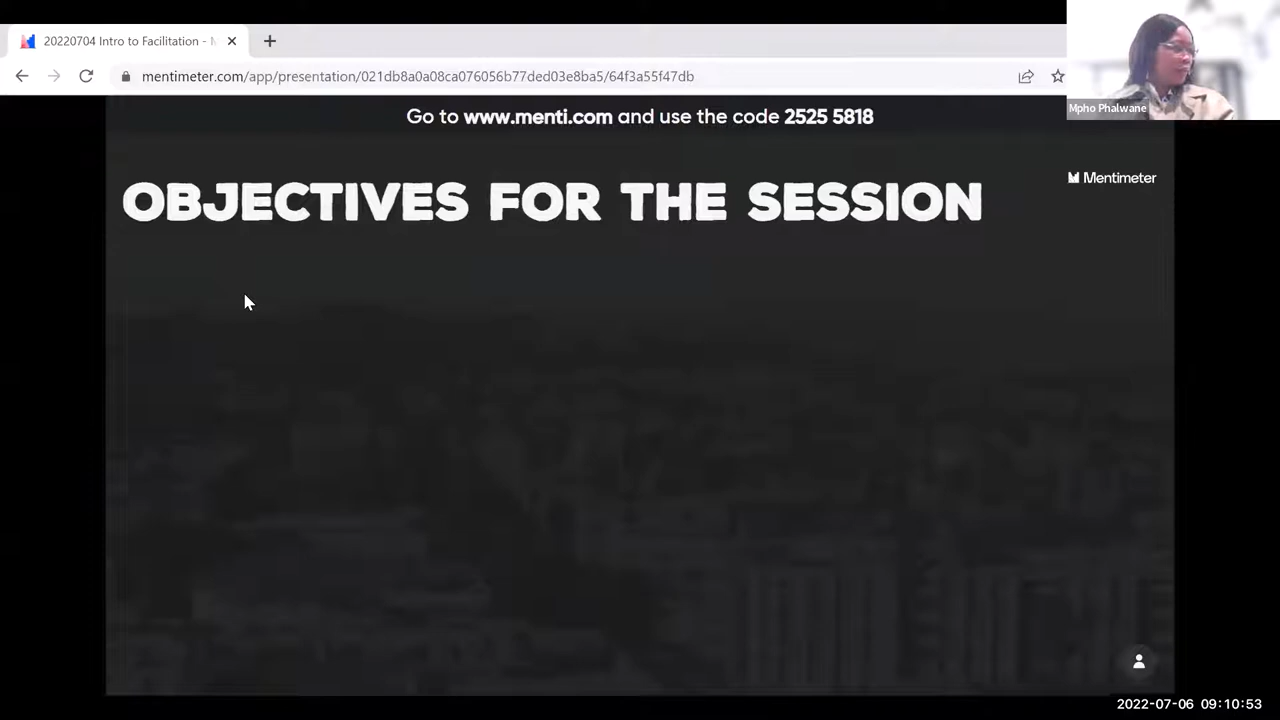 20220704 Intro to Facilitation -
mentimeter.com/app/presentation/021db8a0a08ca076056b77ded03e8ba5/64f3a55f47db
Mpho Phalwane
Go to www.menti.com and use the code 2525 5818
Mentimeter
OBJECTIVES FOR THE SESSION
2022-07-06 09:10:53